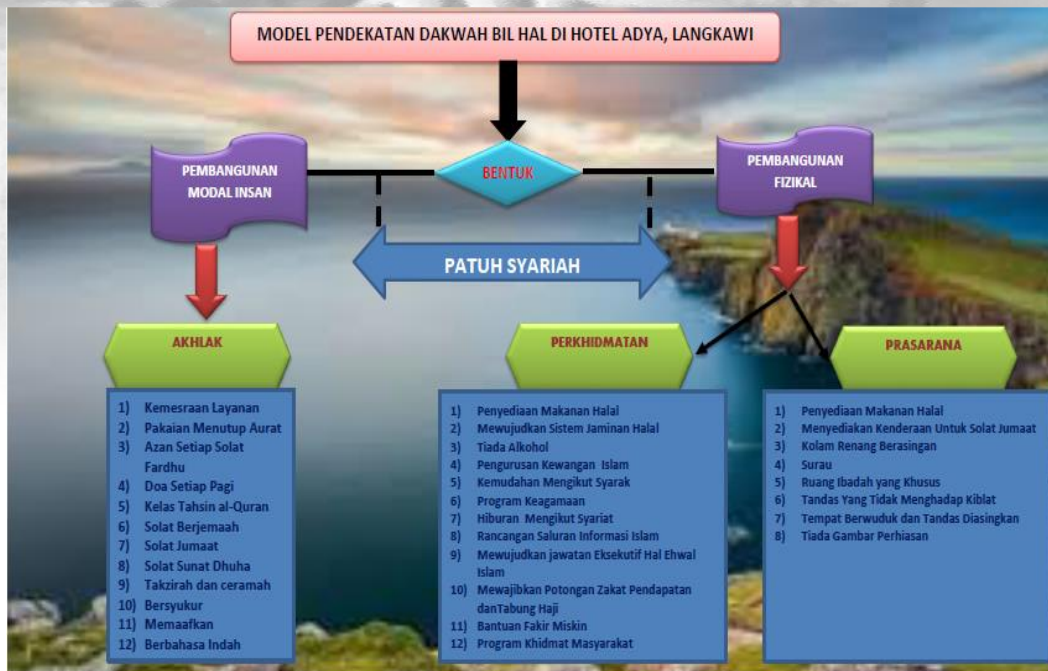 MODEL PENDEKATAN DAKWAH BIL HAL DI HOTEL ADYA, LANGKAWI
PEMBANGUNAN
MODAL INSAN
BENTUK
PEMBANGUNAN
FIZIKAL
PATUH SYARIAH
AKHLAK
1) Kemesraan Layanan
2) Pakaian Menutup Aurat
3) Azan Setiap Solat
Fardhu
4) Doa Setiap Pagi
5) Kelas Tahsin al-Quran
6) Solat Berjemaah
7) Solat Jumaat
8) Solat Sunat Dhuha
9) Takzirah dan ceramah
10) Bersyukur
11) Memaafkan
12) Berbahasa Indah
PERKHIDMATAN
1) Penyediaan Makanan Halal
2) Mewujudkan Sistem Jaminan Halal
3) Tiada Alkohol
4) Pengurusan Kewangan Islam
5) Kemudahan Mengikut Syarak
6) Program Keagamaan
7) Hiburan Mengikut Syariat
8) Rancangan Saluran Informasi Islam
9) Mewujudkan jawatan Eksekutif Hal Ehwal
Islam
10) Mewajibkan Potongan Zakat Pendapatan
danTabung Haji
11) Bantuan Fakir Miskin
12) Program Khidmat Masyarakat
PRASARANA
1) Penyediaan Makanan Halal
2) Menyediakan Kenderaan Untuk Solat Jumaat
3) Kolam Renang Berasingan
4) Surau
5) Ruang Ibadah yang Khusus
6) Tandas Yang Tidak Menghadap Kiblat
7) Tempat Berwuduk dan Tandas Diasingkan
8) Tiada Gambar Perhiasan